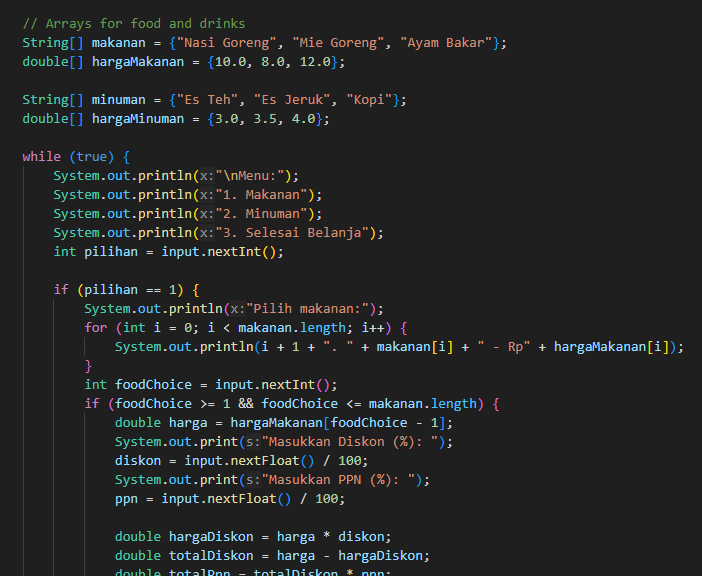 // Arrays for food and drinks
String[] makanan = {"Nasi Goreng", "Mie Goreng", "Ayam Bakar"};
double[] hargaMakanan = {10.0, 8.0, 12.0};

String[] minuman = {"Es Teh", "Es Jeruk", "Kopi"};
double[] hargaMinuman = {3.0, 3.5, 4.0};

while (true) {
    System.out.println(x:"\nMenu:");
    System.out.println(x:"1. Makanan");
    System.out.println(x:"2. Minuman");
    System.out.println(x:"3. Selesai Belanja");
    int pilihan = input.nextInt();

    if (pilihan == 1) {
        System.out.println(x:"Pilih makanan:");
        for (int i = 0; i < makanan.length; i++) {
            System.out.println(i + 1 + ". " + makanan[i] + " - Rp" + hargaMakanan[i]);
        }
        int foodChoice = input.nextInt();
        if (foodChoice >= 1 && foodChoice <= makanan.length) {
            double harga = hargaMakanan[foodChoice - 1];
            System.out.print(s:"Masukkan Diskon (%): ");
            diskon = input.nextFloat() / 100;
            System.out.print(s:"Masukkan PPN (%): ");
            ppn = input.nextFloat() / 100;

            double hargaDiskon = harga * diskon;
            double totalDiskon = harga - hargaDiskon;
            double totalPpn = totalDiskon * ppn;